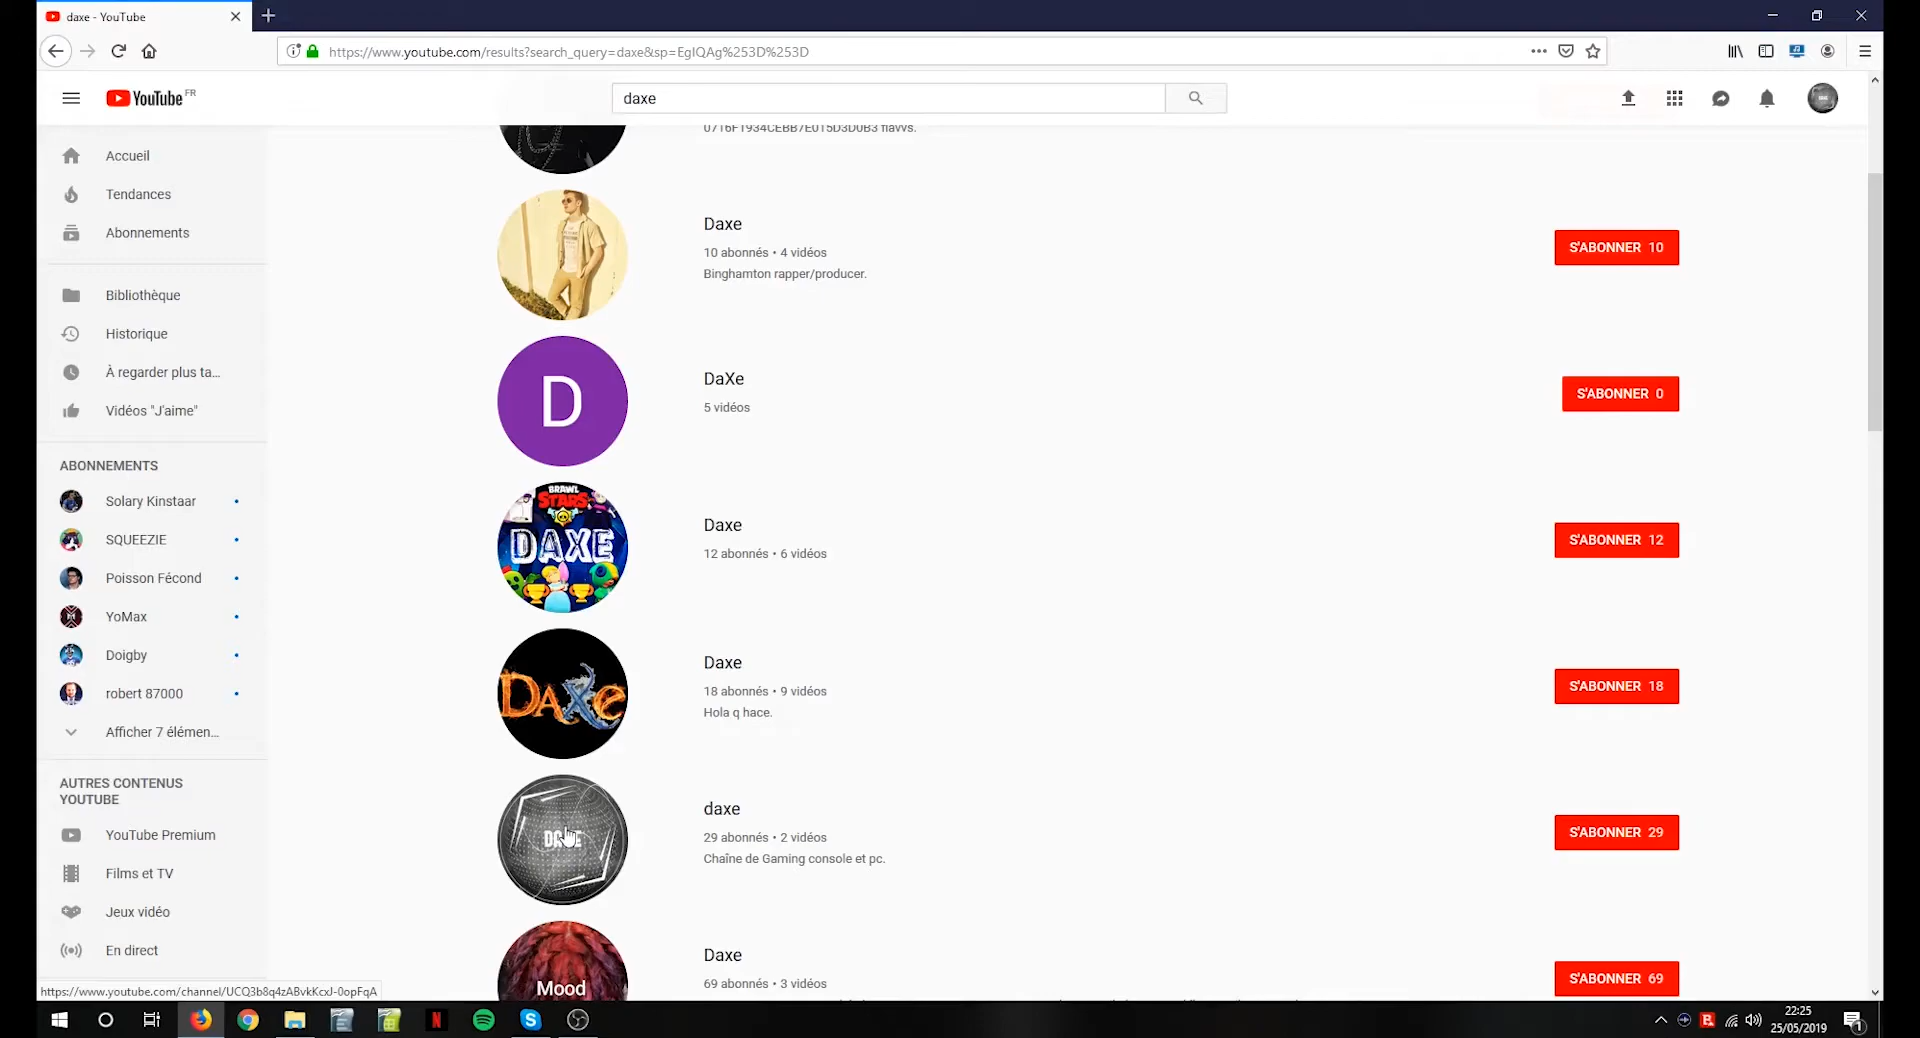 daxe - YouTube
https://www.youtube.com/results?search_query=daxe&sp=EgIQAg%253D%253D
YouTube FR
daxe
Accueil
Tendances
Abonnements
Bibliothèque
Historique
À regarder plus ta...
Vidéos "J'aime"
ABONNEMENTS
Solary Kinstaar
SQUEEZIE
Poisson Fécond
YoMax
Doigby
robert 87000
Afficher 7 élémen...
AUTRES CONTENUS
YOUTUBE
YouTube Premium
Films et TV
Jeux vidéo
En direct
https://www.youtube.com/channel/UCQ3b8q4zABvkKcxJ-0opFqA
flavvs.
Daxe
10 abonnés • 4 vidéos
Binghamton rapper/producer.
S'ABONNER 10
D
DaXe
5 vidéos
S'ABONNER 0
BRAWL
STARS
DAXE
Daxe
12 abonnés • 6 vidéos
S'ABONNER 12
DaXe
Daxe
18 abonnés • 9 vidéos
Hola q hace.
S'ABONNER 18
daxe
29 abonnés • 2 vidéos
Chaîne de Gaming console et pc.
S'ABONNER 29
Mood
Daxe
69 abonnés • 3 vidéos
S'ABONNER 69
22:25
25/05/2019